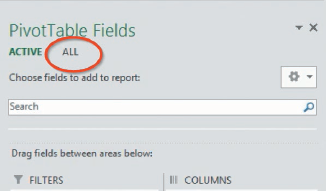 PivotTable Fields
ACTIVE ALL
Choose fields to add to report:
Search
Drag fields between areas below:
FILTERS COLUMNS